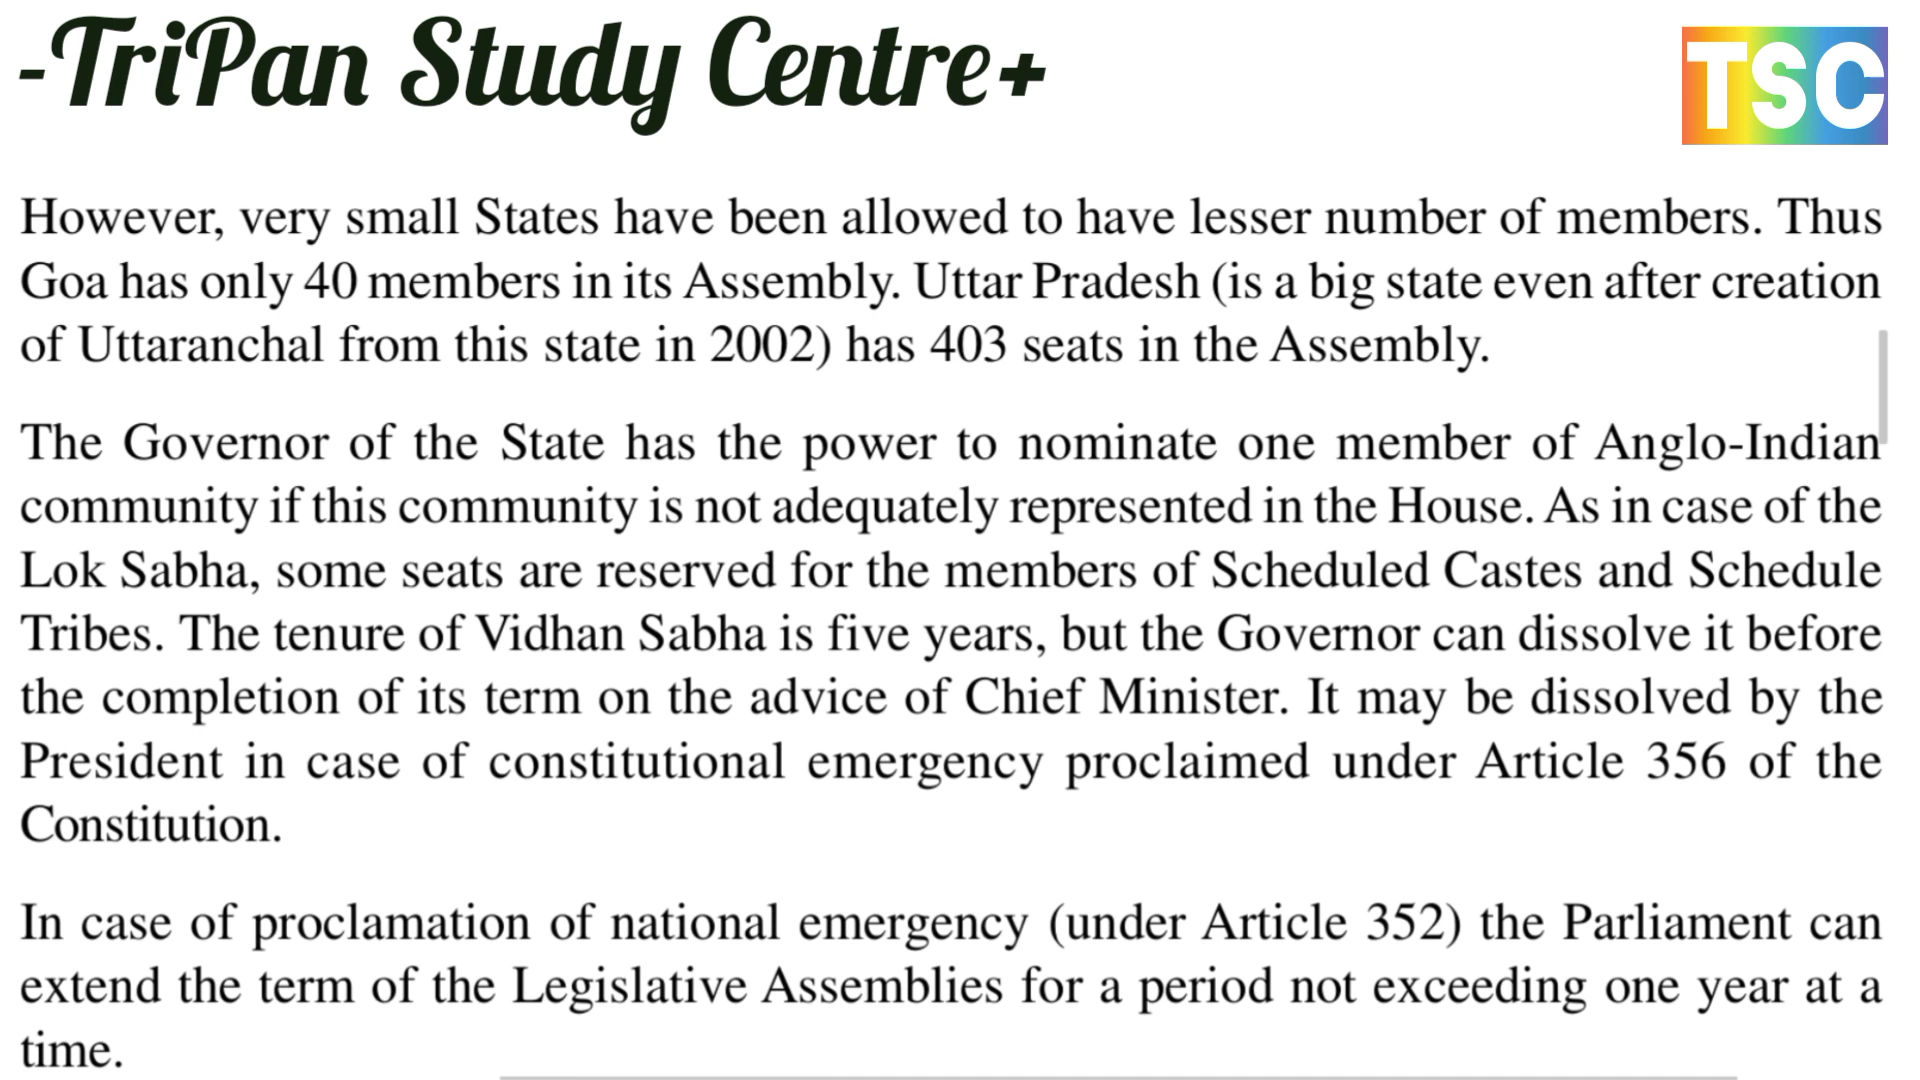 -TriPan Study Centre+
TSC
However, very small States have been allowed to have lesser number of members. Thus
Goa has only 40 members in its Assembly. Uttar Pradesh (is a big state even after creation
of Uttaranchal from this state in 2002) has 403 seats in the Assembly.
The Governor of the State has the power to nominate one member of Anglo-Indian
community if this community is not adequately represented in the House. As in case of the
Lok Sabha, some seats are reserved for the members of Scheduled Castes and Schedule
Tribes. The tenure of Vidhan Sabha is five years, but the Governor can dissolve it before
the completion of its term on the advice of Chief Minister. It may be dissolved by the
President in case of constitutional emergency proclaimed under Article 356 of the
Constitution.
In case of proclamation of national emergency (under Article 352) the Parliament can
extend the term of the Legislative Assemblies for a period not exceeding one year at a
time.